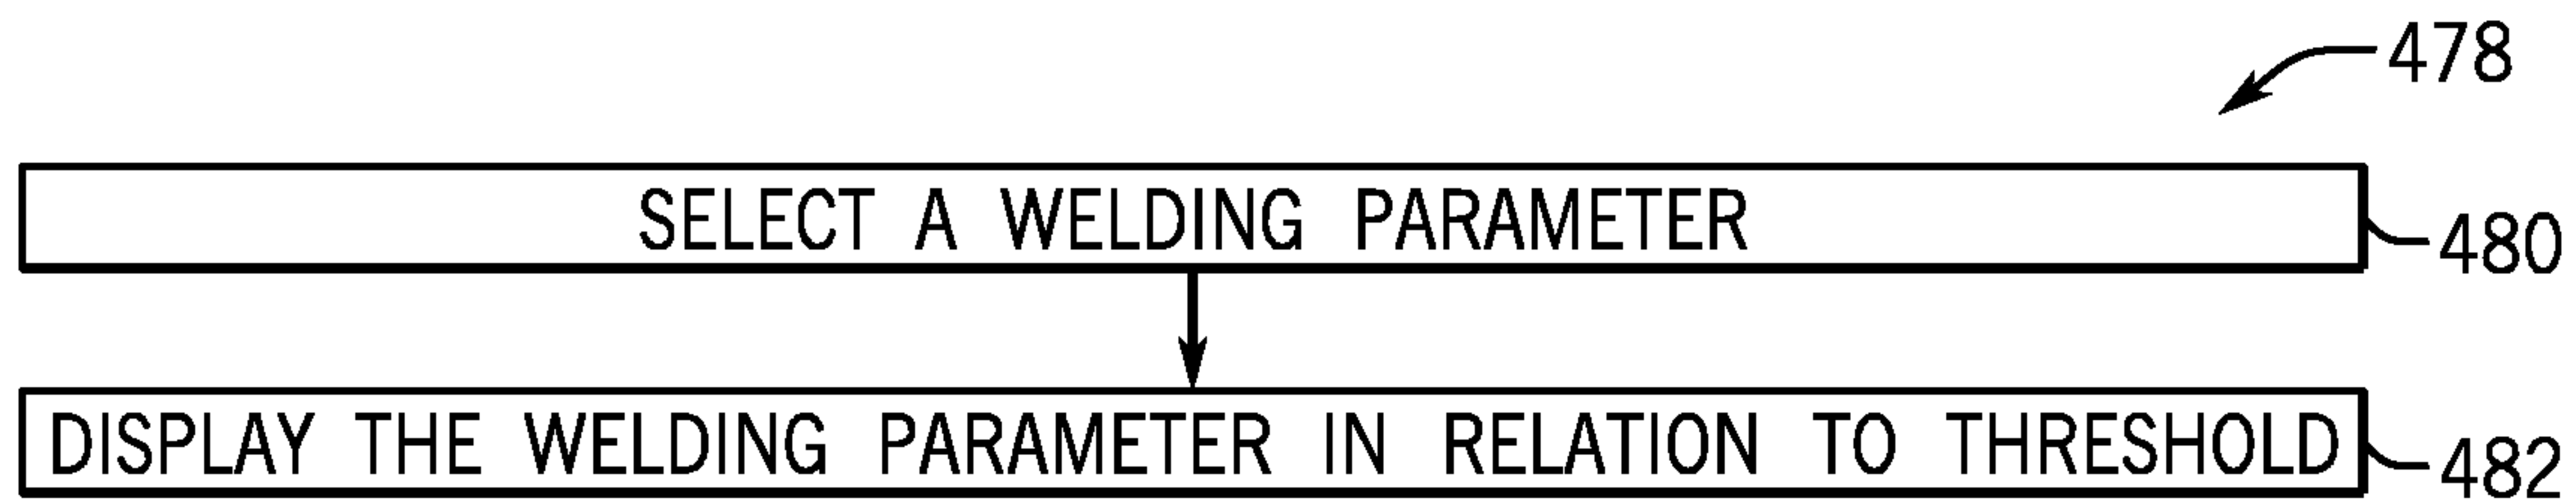 478
SELECT A WELDING PARAMETER
480
DISPLAY THE WELDING PARAMETER IN RELATION TO THRESHOLD
482